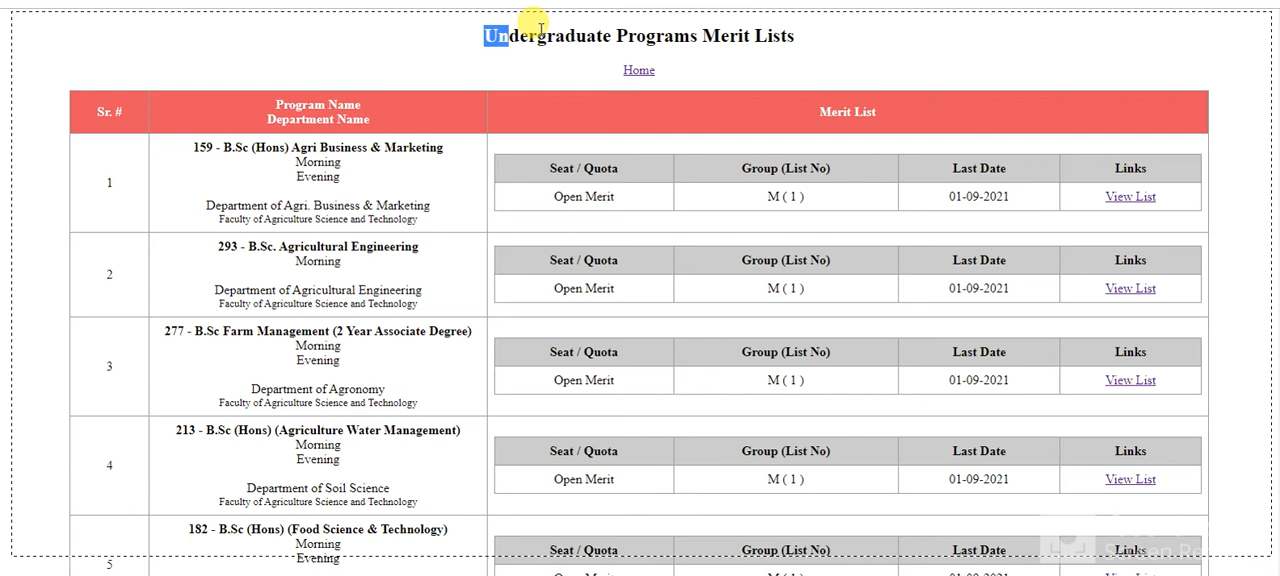 Undergraduate Programs Merit Lists
Home
Sr. #
Program Name
Department Name
Merit List
1
159 - B.Sc (Hons) Agri Business & Marketing
Morning
Evening
Department of Agri. Business & Marketing
Faculty of Agriculture Science and Technology
Seat / Quota Group (List No) Last Date Links
Open Merit M ( 1 ) 01-09-2021 View List
2
293 - B.Sc. Agricultural Engineering
Morning
Department of Agricultural Engineering
Faculty of Agriculture Science and Technology
Seat / Quota Group (List No) Last Date Links
Open Merit M ( 1 ) 01-09-2021 View List
3
277 - B.Sc Farm Management (2 Year Associate Degree)
Morning
Evening
Department of Agronomy
Faculty of Agriculture Science and Technology
Seat / Quota Group (List No) Last Date Links
Open Merit M ( 1 ) 01-09-2021 View List
4
213 - B.Sc (Hons) (Agriculture Water Management)
Morning
Evening
Department of Soil Science
Faculty of Agriculture Science and Technology
Seat / Quota Group (List No) Last Date Links
Open Merit M ( 1 ) 01-09-2021 View List
5
182 - B.Sc (Hons) (Food Science & Technology)
Morning
Evening
Seat / Quota Group (List No) Last Date Links